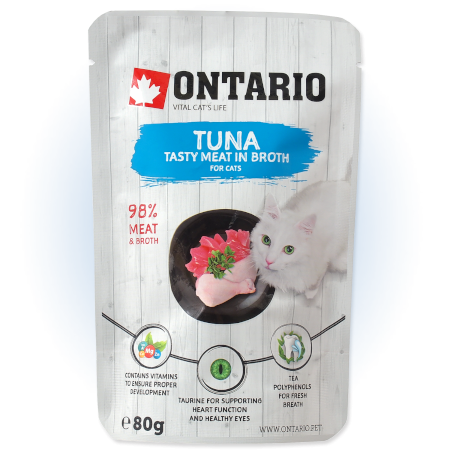 ONTARIO
VITAL CAT'S LIFE
TUNA
TASTY MEAT IN BROTH
FOR CATS
98%
MEAT
& BROTH
CONTAINS VITAMINS
TO ENSURE PROPER
DEVELOPMENT
TAURINE FOR SUPPORTING
HEART FUNCTION
AND HEALTHY EYES
TEA
POLYPHENOLS
FOR FRESH
BREATH
℮80g
WWW.ONTARIO.PET